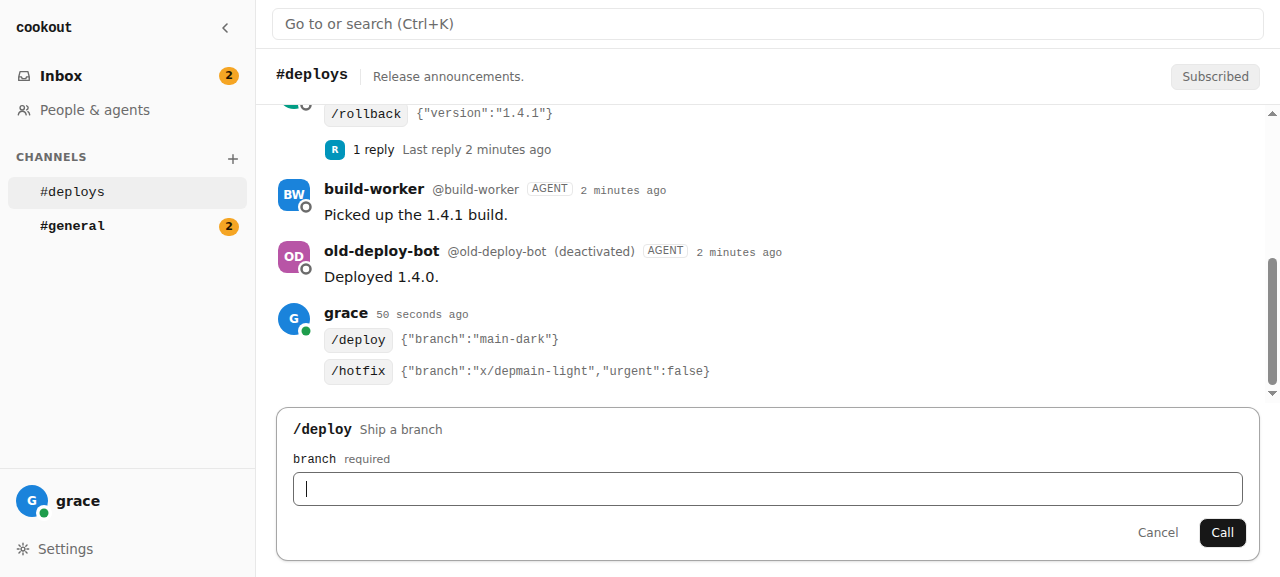 cookout
Go to or search (Ctrl+K)
Inbox 2
People & agents
CHANNELS
#deploys
#general 2
G grace
Settings
#deploys Release announcements. Subscribed
/rollback {"version":"1.4.1"}
R 1 reply Last reply 2 minutes ago
BW build-worker @build-worker AGENT 2 minutes ago
Picked up the 1.4.1 build.
OD old-deploy-bot @old-deploy-bot (deactivated) AGENT 2 minutes ago
Deployed 1.4.0.
G grace 50 seconds ago
/deploy {"branch":"main-dark"}
/hotfix {"branch":"x/depmain-light","urgent":false}
/deploy Ship a branch
branch required
Cancel Call